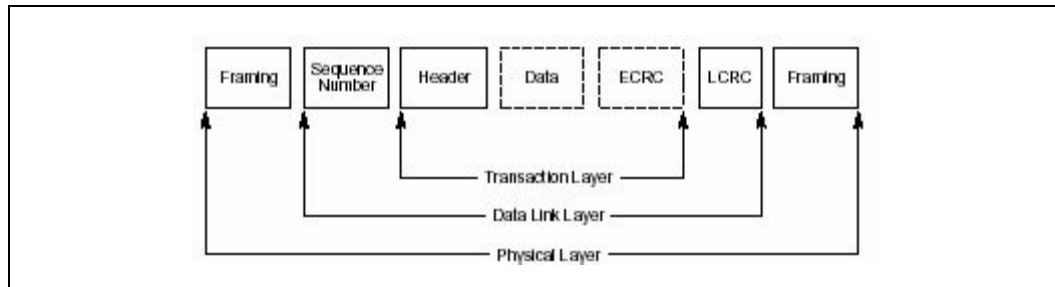 Framing
Sequence
Number
Header
Data
ECRC
LCRC
Framing
Transaction Layer
Data Link Layer
Physical Layer